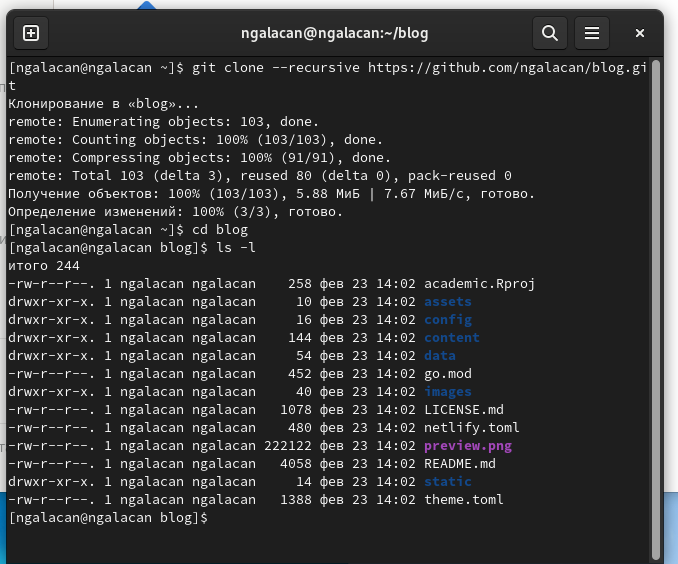 ngalacan@ngalacan:~/blog
[ngalacan@ngalacan ~]$ git clone --recursive https://github.com/ngalacan/blog.gi
t
Клонирование в «blog»...
remote: Enumerating objects: 103, done.
remote: Counting objects: 100% (103/103), done.
remote: Compressing objects: 100% (91/91), done.
remote: Total 103 (delta 3), reused 80 (delta 0), pack-reused 0
Получение объектов: 100% (103/103), 5.88 МиБ | 7.67 МиБ/с, готово.
Определение изменений: 100% (3/3), готово.
[ngalacan@ngalacan ~]$ cd blog
[ngalacan@ngalacan blog]$ ls -l
итого 244
-rw-r--r--. 1 ngalacan ngalacan    258 фев 23 14:02 academic.Rproj
drwxr-xr-x. 1 ngalacan ngalacan     10 фев 23 14:02 assets
drwxr-xr-x. 1 ngalacan ngalacan     16 фев 23 14:02 config
drwxr-xr-x. 1 ngalacan ngalacan    144 фев 23 14:02 content
drwxr-xr-x. 1 ngalacan ngalacan     54 фев 23 14:02 data
-rw-r--r--. 1 ngalacan ngalacan    452 фев 23 14:02 go.mod
drwxr-xr-x. 1 ngalacan ngalacan     40 фев 23 14:02 images
-rw-r--r--. 1 ngalacan ngalacan   1078 фев 23 14:02 LICENSE.md
-rw-r--r--. 1 ngalacan ngalacan    480 фев 23 14:02 netlify.toml
-rw-r--r--. 1 ngalacan ngalacan 222122 фев 23 14:02 preview.png
-rw-r--r--. 1 ngalacan ngalacan   4058 фев 23 14:02 README.md
drwxr-xr-x. 1 ngalacan ngalacan     14 фев 23 14:02 static
-rw-r--r--. 1 ngalacan ngalacan   1388 фев 23 14:02 theme.toml
[ngalacan@ngalacan blog]$